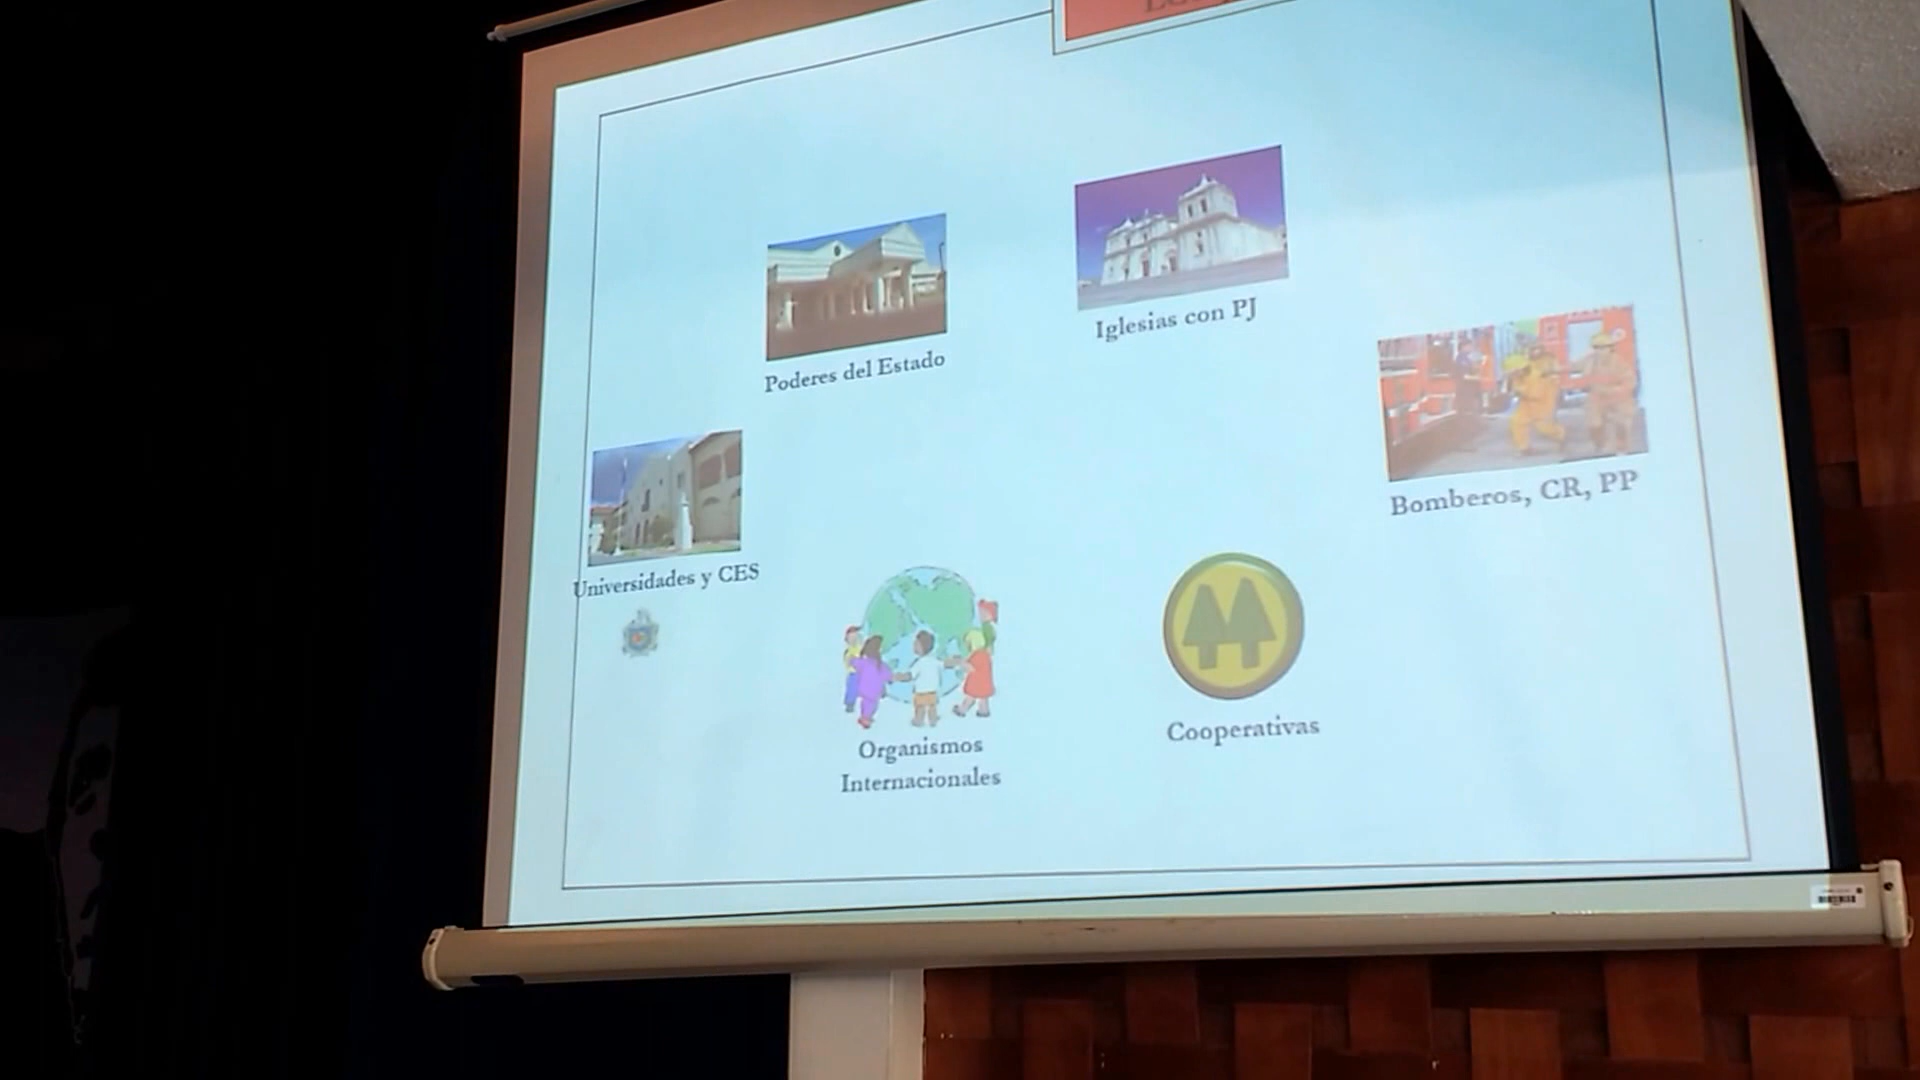 Poderes del Estado
Iglesias con PJ
Bomberos, CR, PP
Universidades y CES
Organismos
Internacionales
Cooperativas